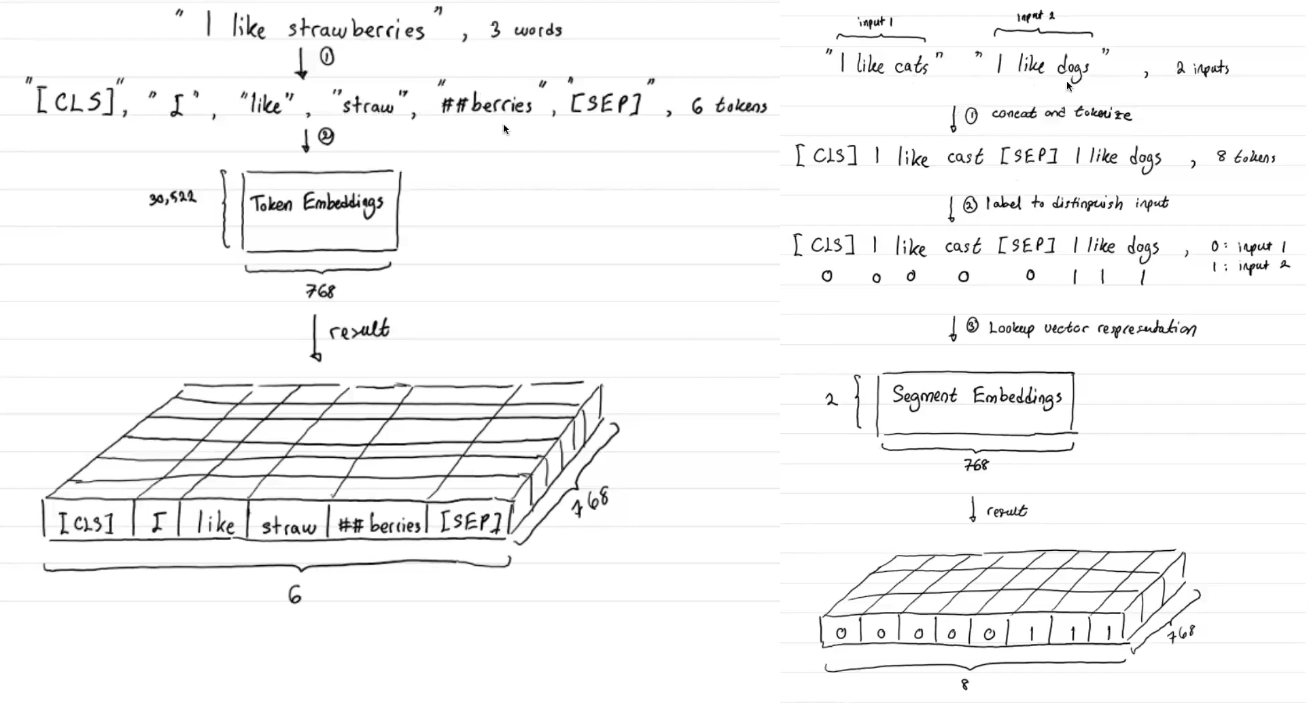 "I like strawberries", 3 words
①
"[CLS]", "I", "like", "straw", "##berries", [SEP]", 6 tokens
②
30,522
Token Embeddings
768
result
[CLS] I like straw ##berries [SEP]
768
6
input 1 input 2
"I like cats" "I like dogs", 2 inputs
① concat and tokenize
[CLS] I like cast [SEP] I like dogs, 8 tokens
② label to distinguish input
[CLS] I like cast [SEP] I like dogs, 0: input 1
1: input 2
0 0 0 0 0 1 1 1
③ Lookup vector respresentation
2
Segment Embeddings
768
result
0 0 0 0 0 1 1 1
768
8